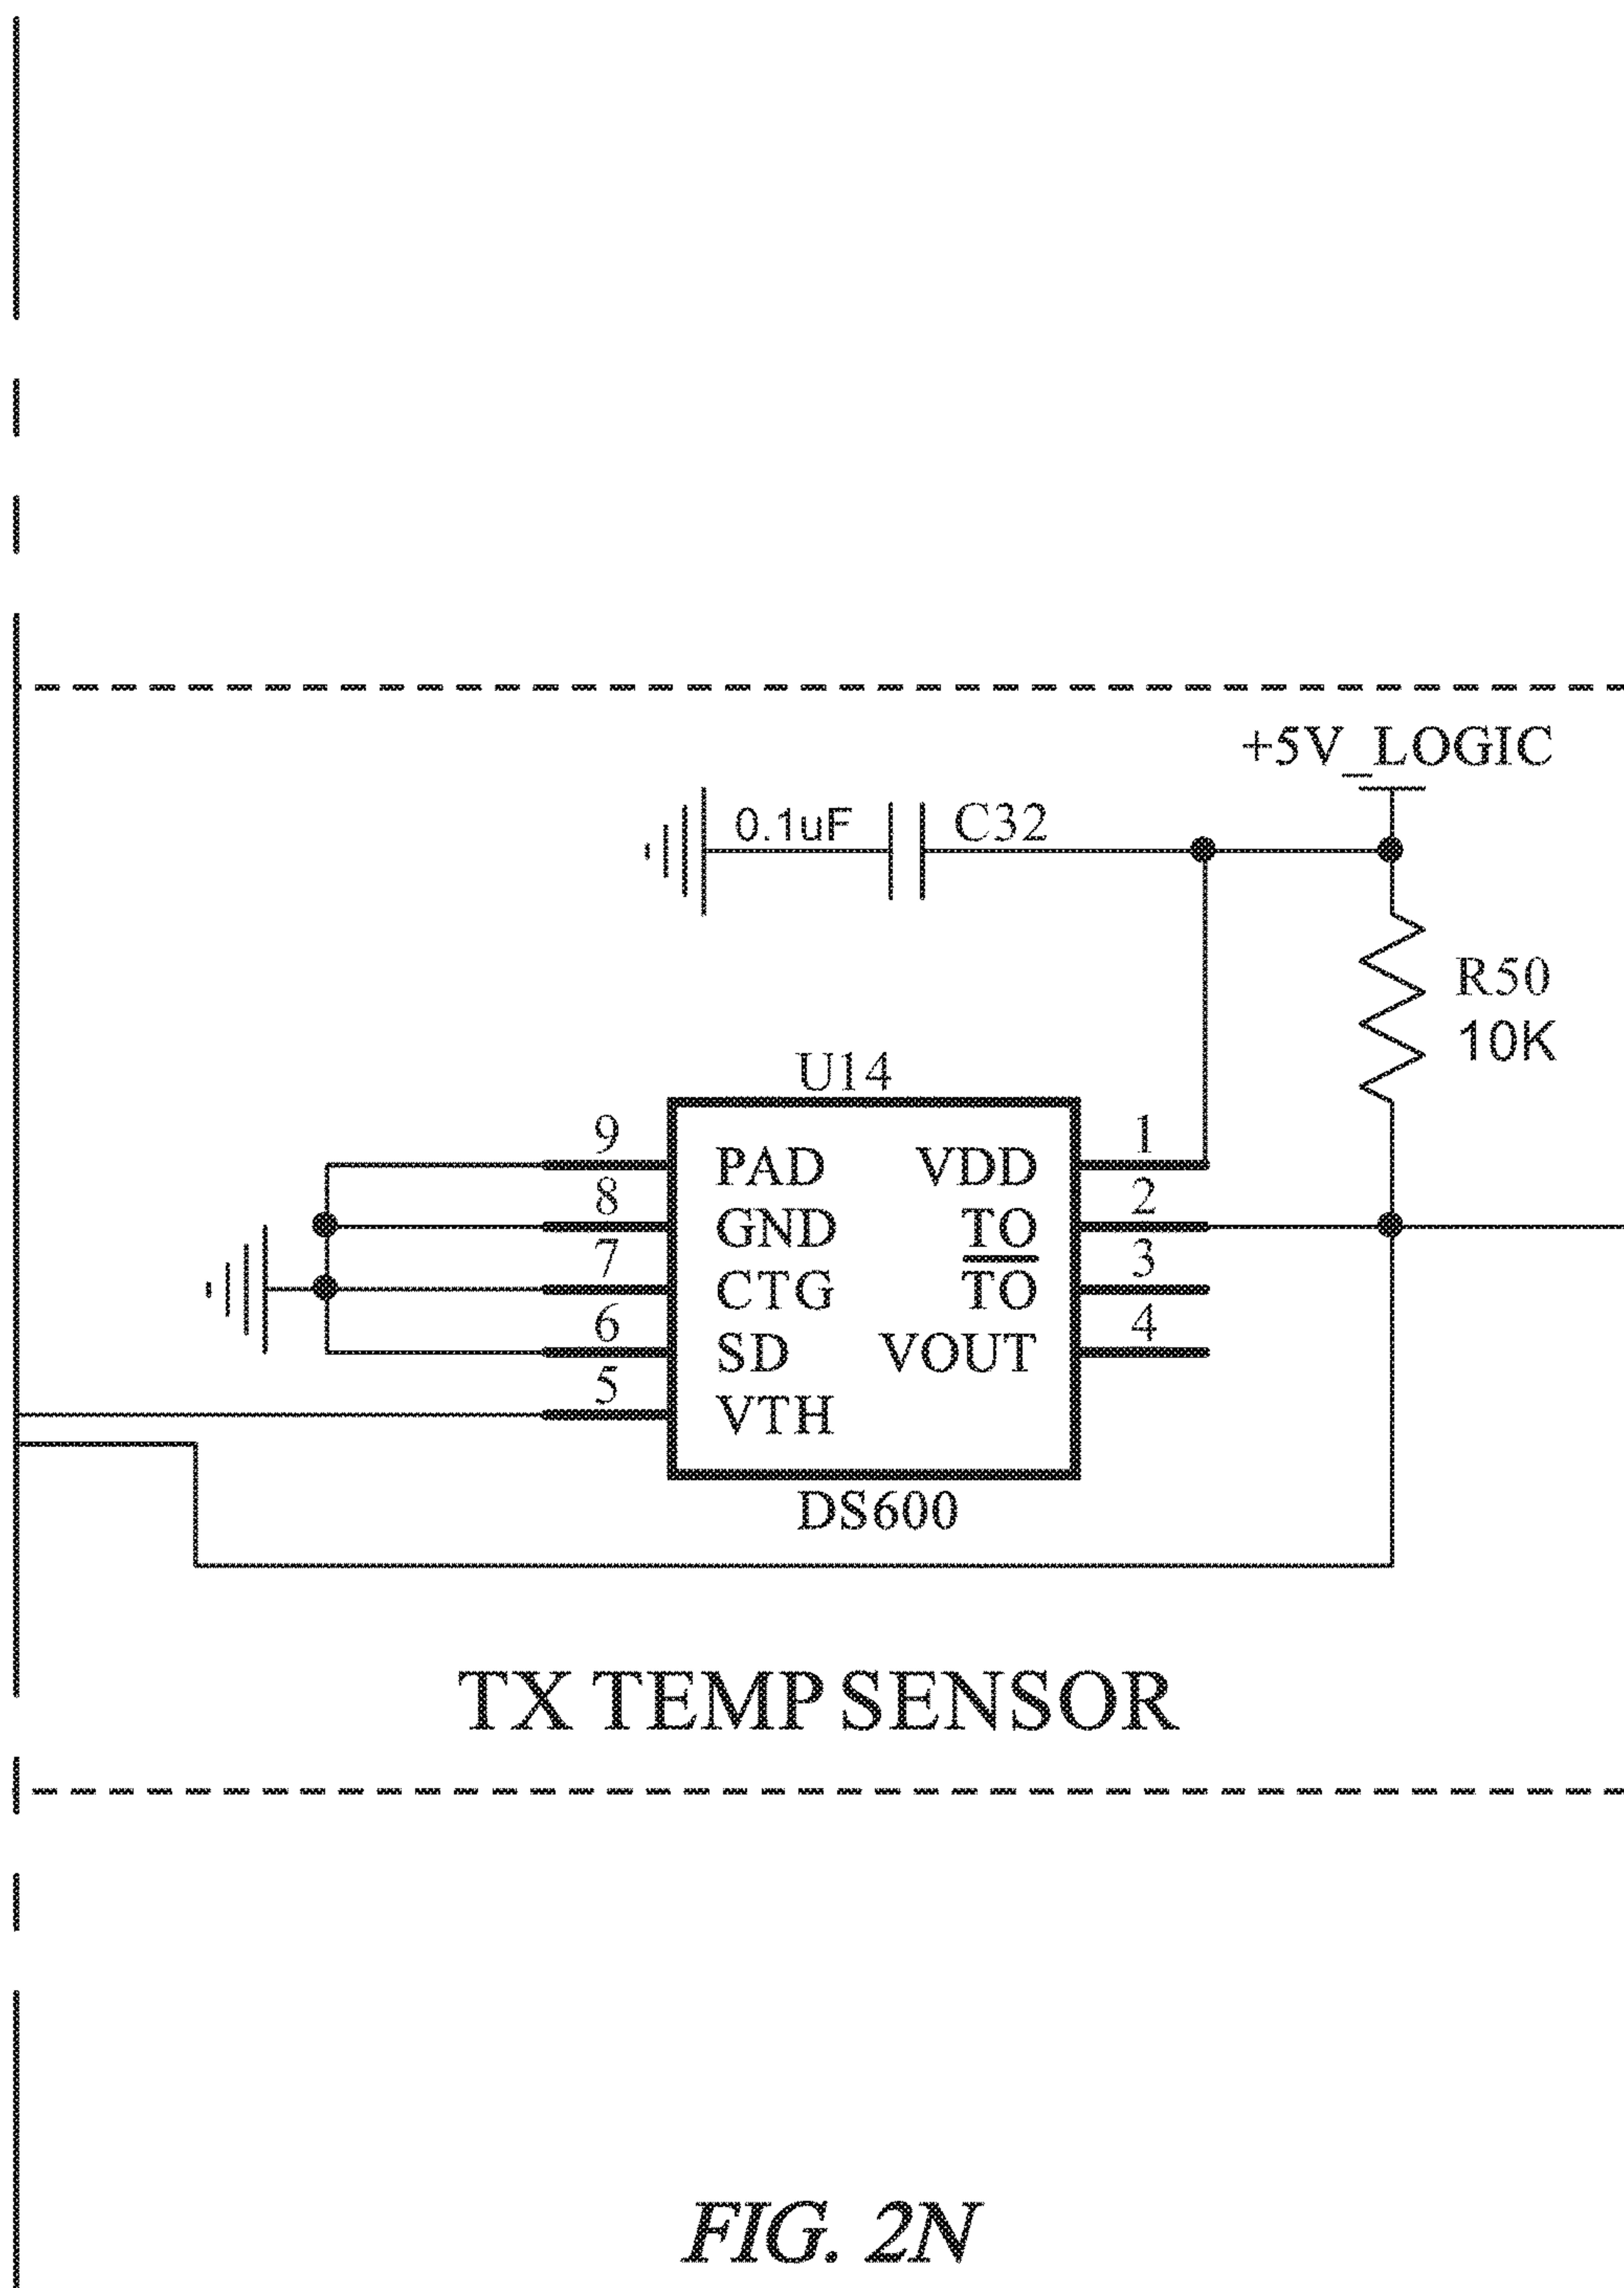 +5V_LOGIC
0.1uF C32
R50
10K
U14
9 PAD VDD 1
8 GND TO 2
7 CTG T̅O̅ 3
6 SD VOUT 4
5 VTH
DS600
TX TEMP SENSOR
FIG. 2N